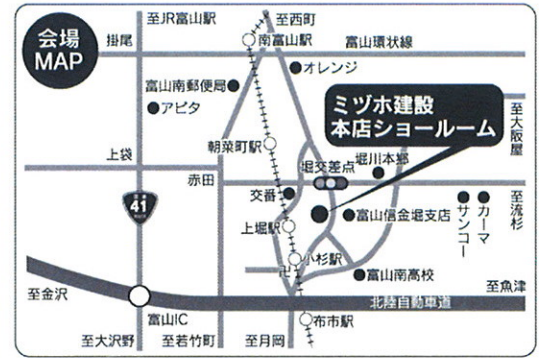 会場
MAP
至JR富山駅
至西町
掛尾
南富山駅
富山環状線
オレンジ
富山南郵便局
アピタ
ミヅホ建設
本店ショールーム
至大阪屋
朝菜町駅
上袋
堀交差点
堀川本郷
赤田
41
交番
富山信金堀支店
サンコー
カーマ
至流杉
上堀駅
小杉駅
卍
富山南高校
至金沢
至魚津
北陸自動車道
富山IC
布市駅
至大沢野
至若竹町
至月岡